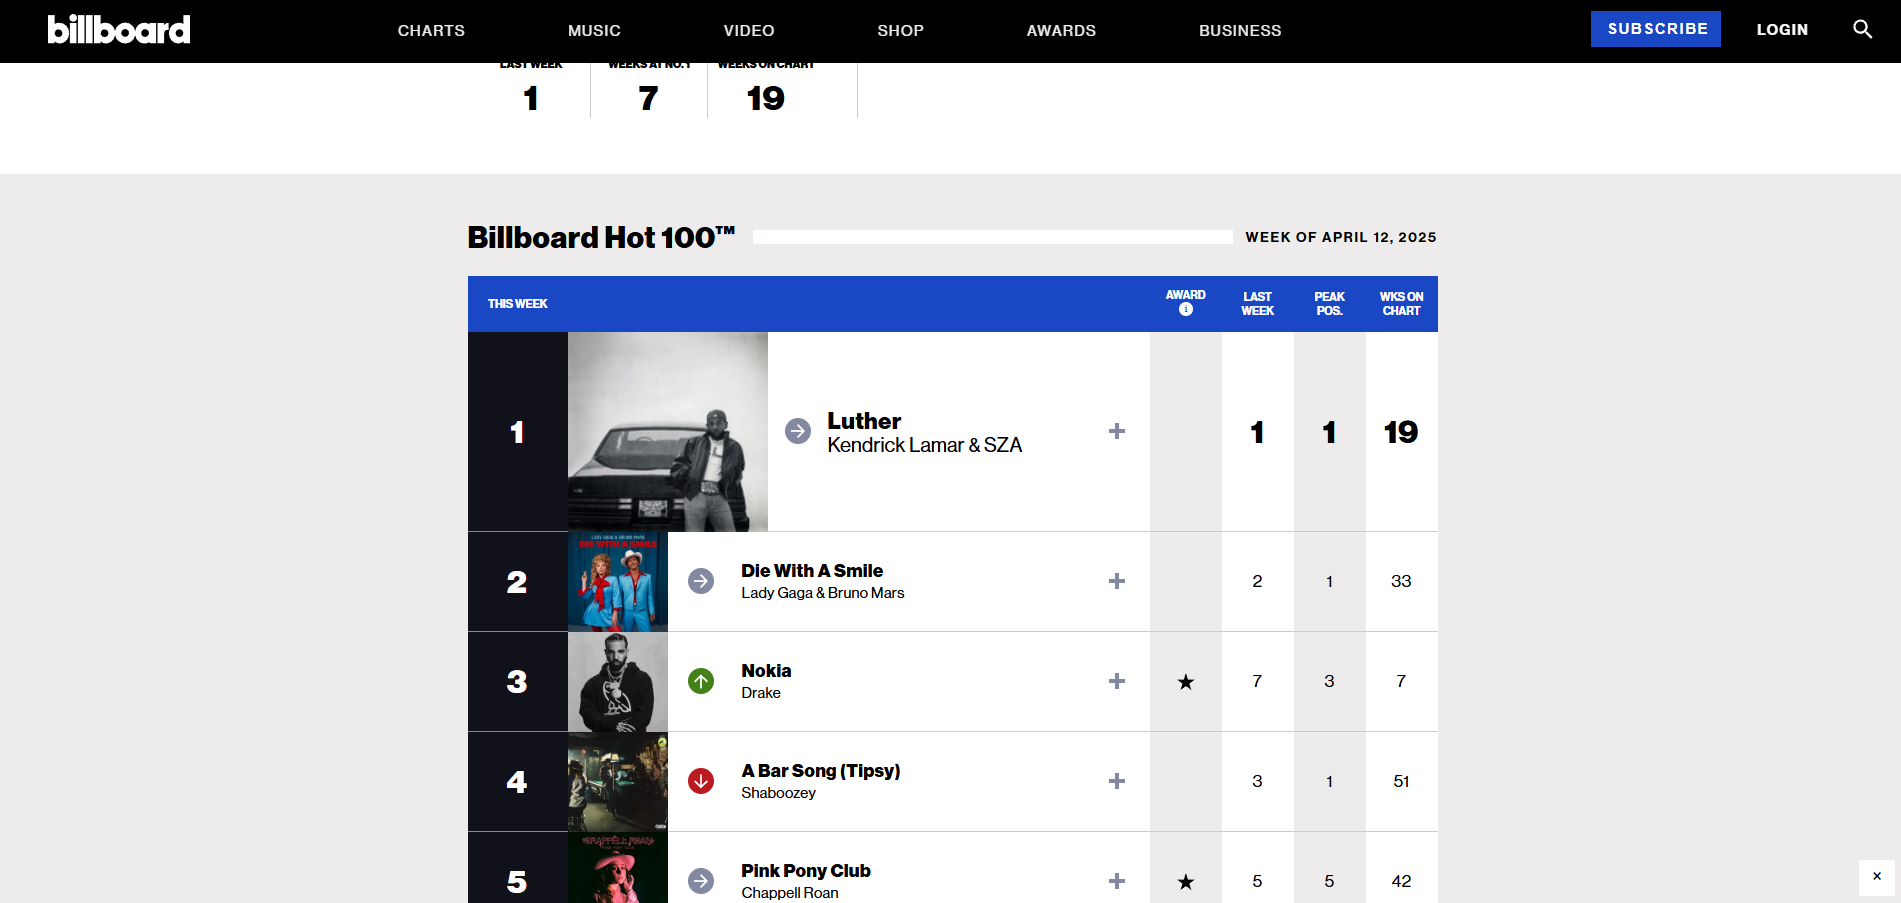 billboard
CHARTS MUSIC VIDEO SHOP AWARDS BUSINESS SUBSCRIBE LOGIN
LAST WEEK WEEKS AT NO. 1 WEEKS ON CHART
1 7 19
Billboard Hot 100™ WEEK OF APRIL 12, 2025
THIS WEEK AWARD LAST WEEK PEAK POS. WKS ON CHART
1 Luther 1 1 19
Kendrick Lamar & SZA
LADY GAGA & BRUNO MARS
DIE WITH A SMILE
2 Die With A Smile 2 1 33
Lady Gaga & Bruno Mars
3 Nokia ★ 7 3 7
Drake
4 A Bar Song (Tipsy) 3 1 51
Shaboozey
CHAPPELL ROAN
PINK PONY CLUB
5 Pink Pony Club ★ 5 5 42
Chappell Roan
×